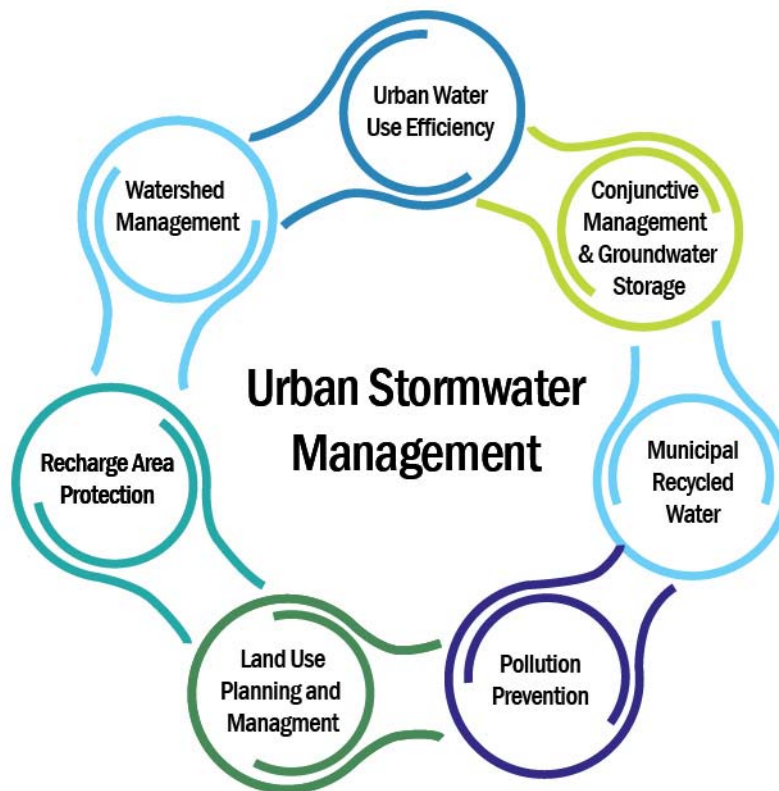 Urban Water
Use Efficiency
Conjunctive
Management
& Groundwater
Storage
Municipal
Recycled
Water
Pollution
Prevention
Land Use
Planning and
Managment
Recharge Area
Protection
Watershed
Management
Urban Stormwater
Management